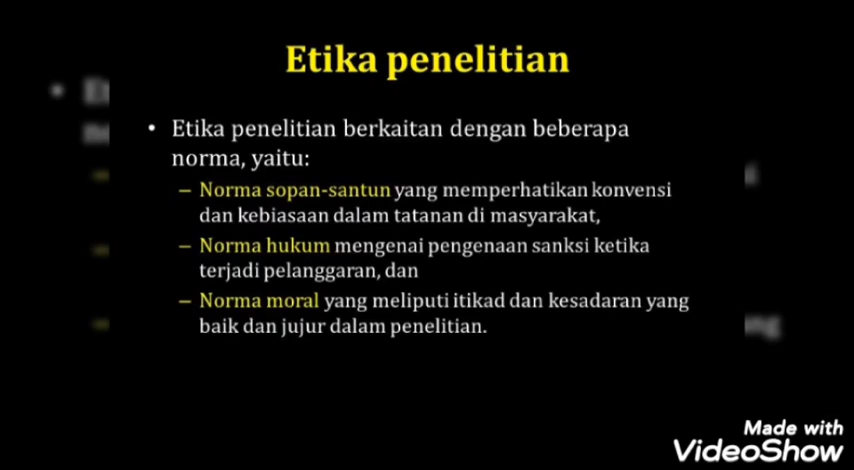 Etika penelitian
• Etika penelitian berkaitan dengan beberapa
norma, yaitu:
– Norma sopan-santun yang memperhatikan konvensi
dan kebiasaan dalam tatanan di masyarakat,
– Norma hukum mengenai pengenaan sanksi ketika
terjadi pelanggaran, dan
– Norma moral yang meliputi itikad dan kesadaran yang
baik dan jujur dalam penelitian.
Made with
VideoShow